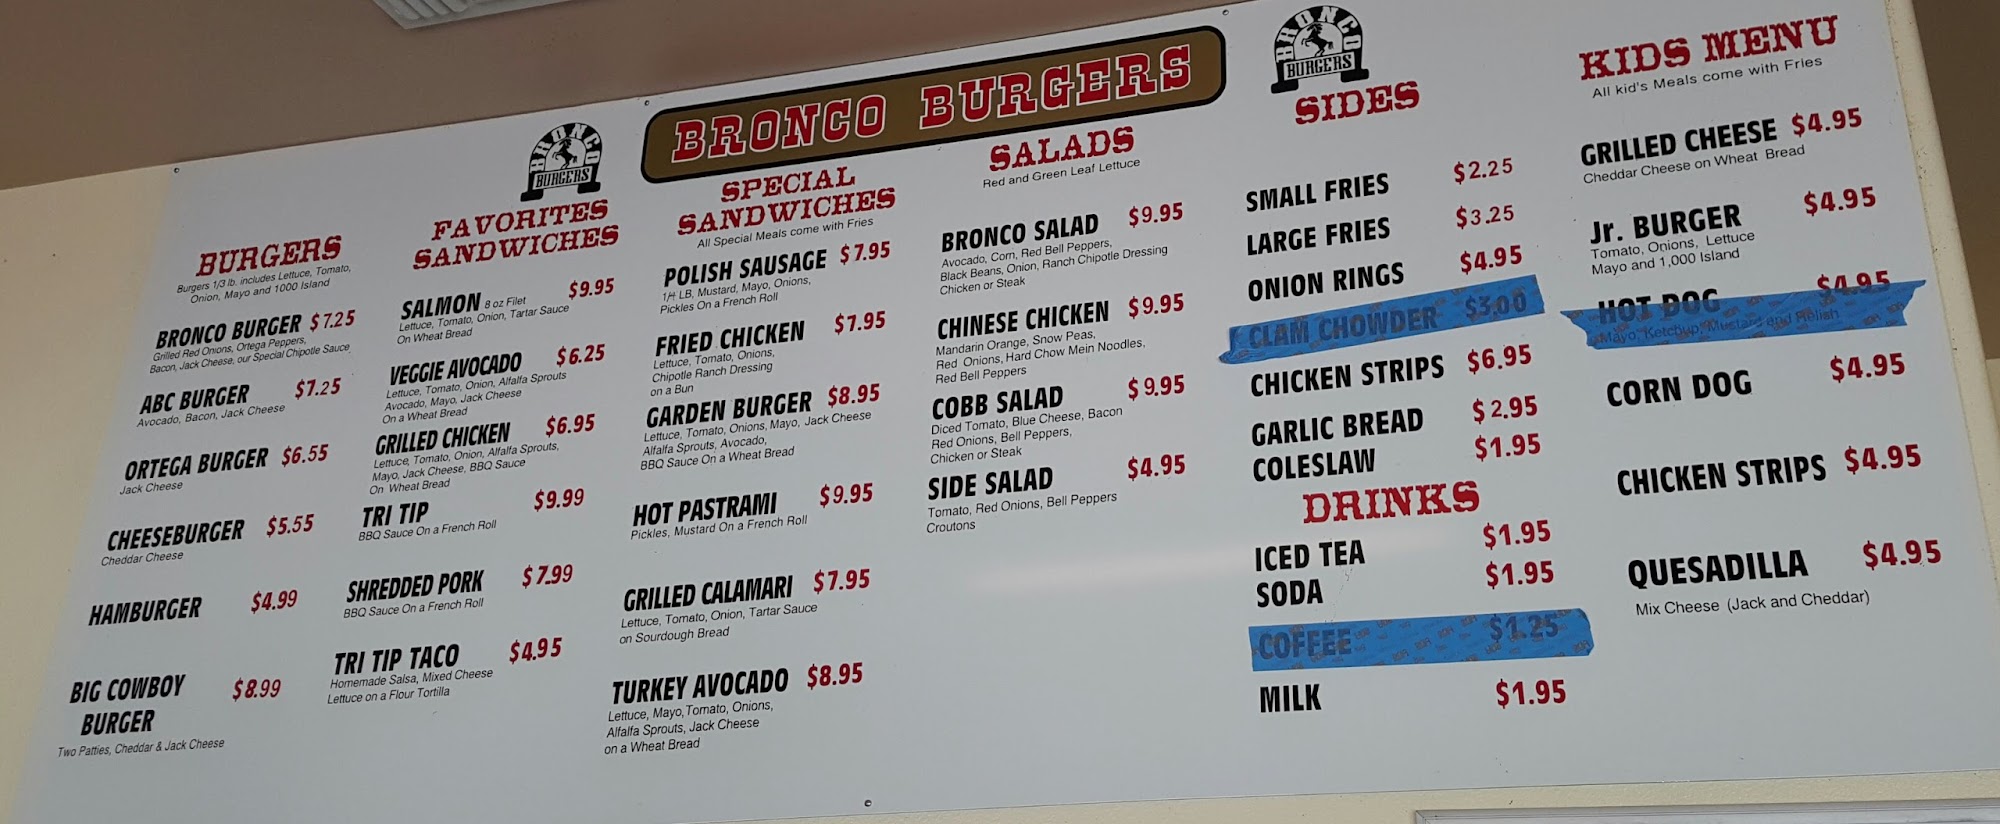 BRONCO BURGERS
BRONCO
BURGERS
BRONCO
BURGERS
BURGERS
Burgers 1/3 lb. includes Lettuce, Tomato,
Onion, Mayo and 1000 Island
BRONCO BURGER $7.25
Grilled Red Onions, Ortega Peppers,
Bacon, Jack Cheese, our Special Chipotle Sauce
ABC BURGER $7.25
Avocado, Bacon, Jack Cheese
ORTEGA BURGER $6.55
Jack Cheese
CHEESEBURGER $5.55
Cheddar Cheese
HAMBURGER $4.99
BIG COWBOY $8.99
BURGER
Two Patties, Cheddar & Jack Cheese
FAVORITES
SANDWICHES
SALMON 8 oz Filet $9.95
Lettuce, Tomato, Onion, Tartar Sauce
On Wheat Bread
VEGGIE AVOCADO $6.25
Lettuce, Tomato, Onion, Alfalfa Sprouts
Avocado, Mayo, Jack Cheese
On a Wheat Bread
GRILLED CHICKEN $6.95
Lettuce, Tomato, Onion, Alfalfa Sprouts,
Mayo, Jack Cheese, BBQ Sauce
On Wheat Bread
TRI TIP $9.99
BBQ Sauce On a French Roll
SHREDDED PORK $7.99
BBQ Sauce On a French Roll
TRI TIP TACO $4.95
Homemade Salsa, Mixed Cheese
Lettuce on a Flour Tortilla
SPECIAL
SANDWICHES
All Special Meals come with Fries
POLISH SAUSAGE $7.95
1/4 LB, Mustard, Mayo, Onions,
Pickles On a French Roll
FRIED CHICKEN $7.95
Lettuce, Tomato, Onions,
Chipotle Ranch Dressing
on a Bun
GARDEN BURGER $8.95
Lettuce, Tomato, Onions, Mayo, Jack Cheese
Alfalfa Sprouts, Avocado,
BBQ Sauce On a Wheat Bread
HOT PASTRAMI $9.95
Pickles, Mustard On a French Roll
GRILLED CALAMARI $7.95
Lettuce, Tomato, Onion, Tartar Sauce
on Sourdough Bread
TURKEY AVOCADO $8.95
Lettuce, Mayo, Tomato, Onions,
Alfalfa Sprouts, Jack Cheese
on a Wheat Bread
SALADS
Red and Green Leaf Lettuce
BRONCO SALAD $9.95
Avocado, Corn, Red Bell Peppers,
Black Beans, Onion, Ranch Chipotle Dressing
Chicken or Steak
CHINESE CHICKEN $9.95
Mandarin Orange, Snow Peas,
Red Onions, Hard Chow Mein Noodles,
Red Bell Peppers
COBB SALAD $9.95
Diced Tomato, Blue Cheese, Bacon
Red Onions, Bell Peppers,
Chicken or Steak
SIDE SALAD $4.95
Tomato, Red Onions, Bell Peppers
Croutons
SIDES
SMALL FRIES $2.25
LARGE FRIES $3.25
ONION RINGS $4.95
CLAM CHOWDER $3.00
CHICKEN STRIPS $6.95
GARLIC BREAD $2.95
COLESLAW $1.95
DRINKS
ICED TEA $1.95
SODA $1.95
COFFEE $1.25
MILK $1.95
KIDS MENU
All kid's Meals come with Fries
GRILLED CHEESE $4.95
Cheddar Cheese on Wheat Bread
Jr. BURGER $4.95
Tomato, Onions, Lettuce
Mayo and 1,000 Island
HOT DOG $4.95
Mayo, Ketchup, Mustard and Relish
CORN DOG $4.95
CHICKEN STRIPS $4.95
QUESADILLA $4.95
Mix Cheese (Jack and Cheddar)